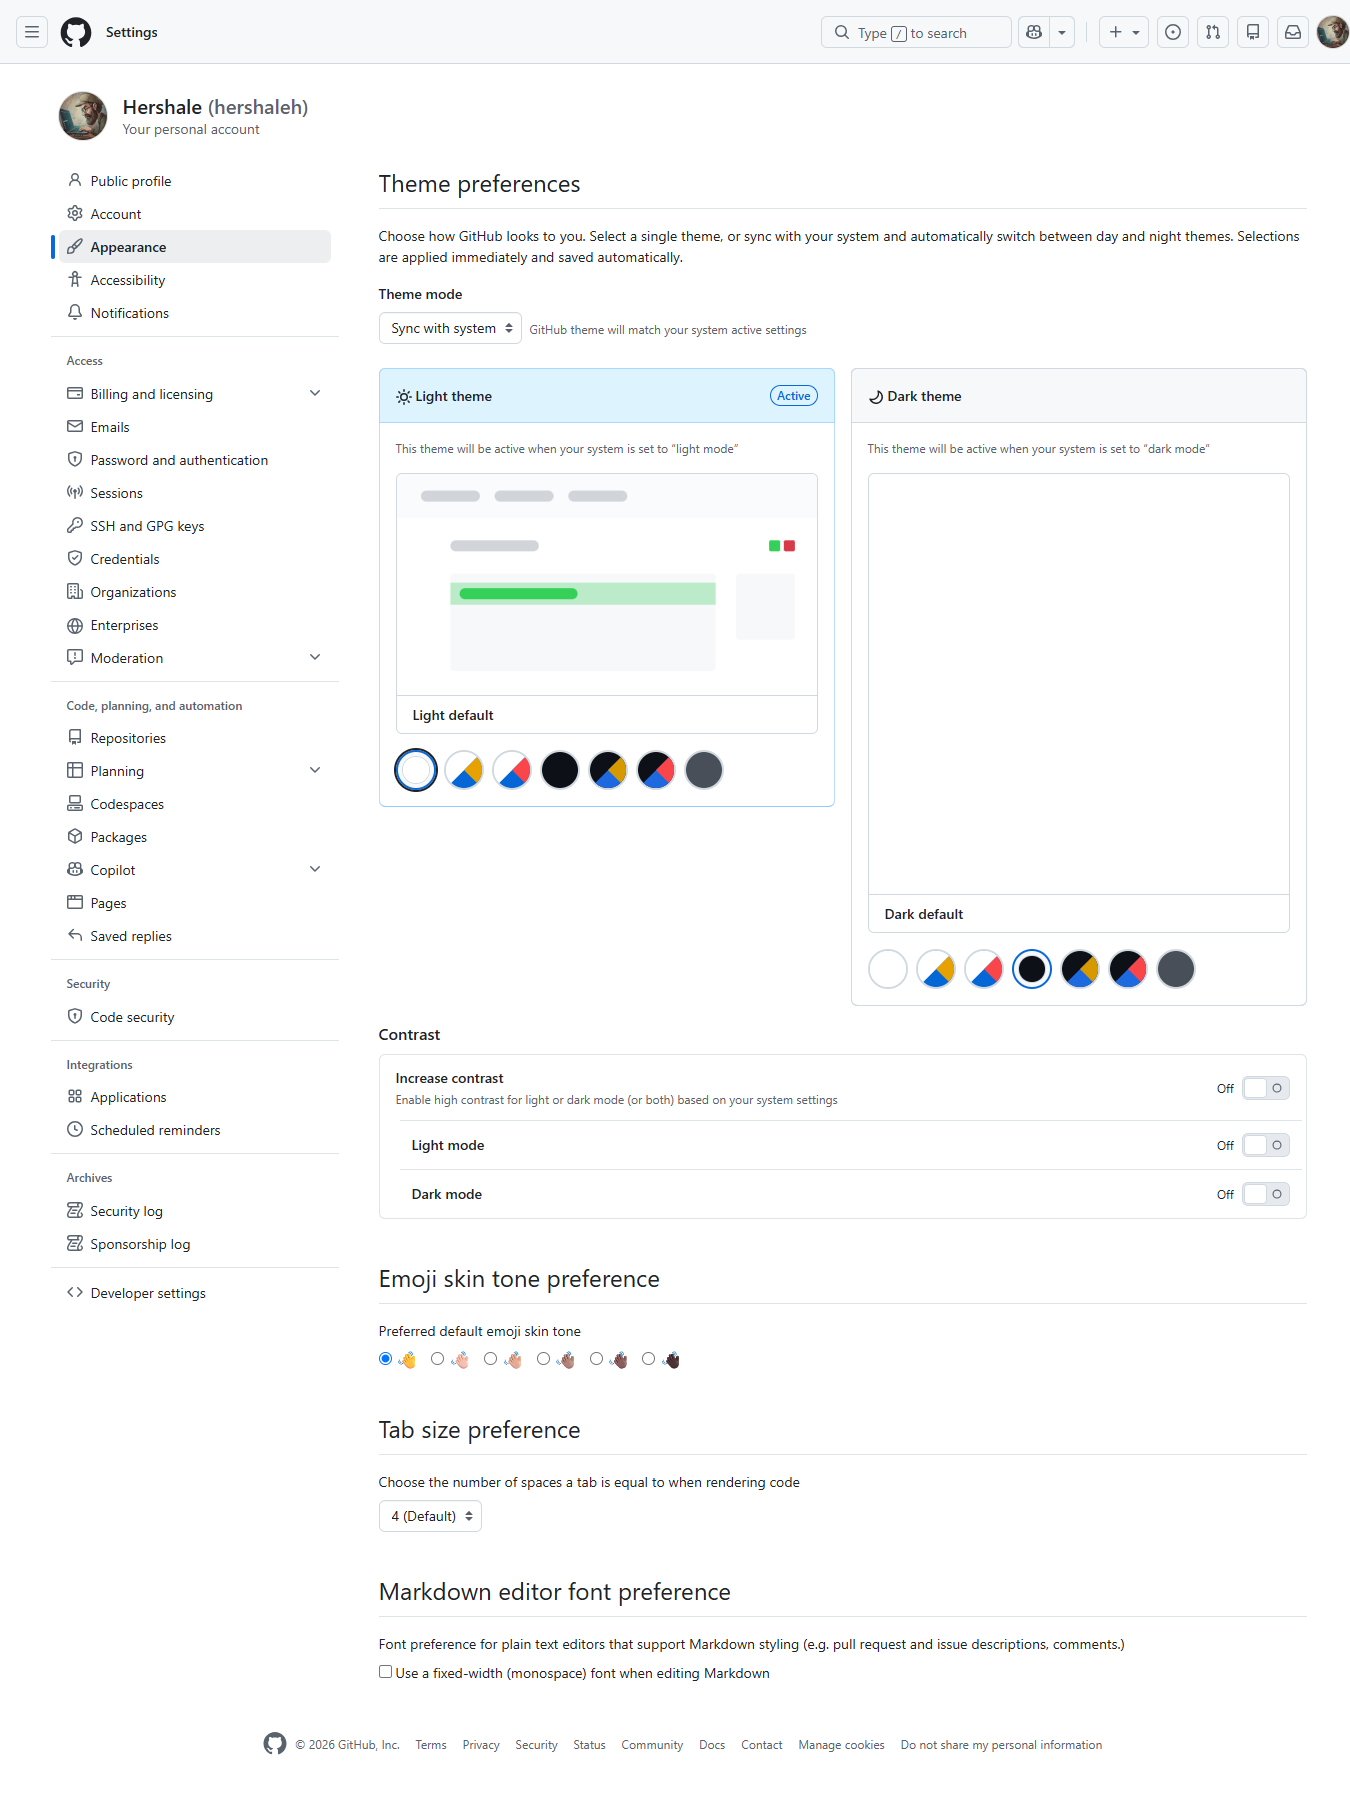 Settings
Type / to search
Hershale (hershaleh)
Your personal account
Public profile
Account
Appearance
Accessibility
Notifications
Access
Billing and licensing
Emails
Password and authentication
Sessions
SSH and GPG keys
Credentials
Organizations
Enterprises
Moderation
Code, planning, and automation
Repositories
Planning
Codespaces
Packages
Copilot
Pages
Saved replies
Security
Code security
Integrations
Applications
Scheduled reminders
Archives
Security log
Sponsorship log
Developer settings
Theme preferences
Choose how GitHub looks to you. Select a single theme, or sync with your system and automatically switch between day and night themes. Selections
are applied immediately and saved automatically.
Theme mode
Sync with system
GitHub theme will match your system active settings
Light theme
Active
This theme will be active when your system is set to “light mode”
Light default
Dark theme
This theme will be active when your system is set to “dark mode”
Dark default
Contrast
Increase contrast
Enable high contrast for light or dark mode (or both) based on your system settings
Off
Light mode
Off
Dark mode
Off
Emoji skin tone preference
Preferred default emoji skin tone
Tab size preference
Choose the number of spaces a tab is equal to when rendering code
4 (Default)
Markdown editor font preference
Font preference for plain text editors that support Markdown styling (e.g. pull request and issue descriptions, comments.)
Use a fixed-width (monospace) font when editing Markdown
© 2026 GitHub, Inc. Terms Privacy Security Status Community Docs Contact Manage cookies Do not share my personal information